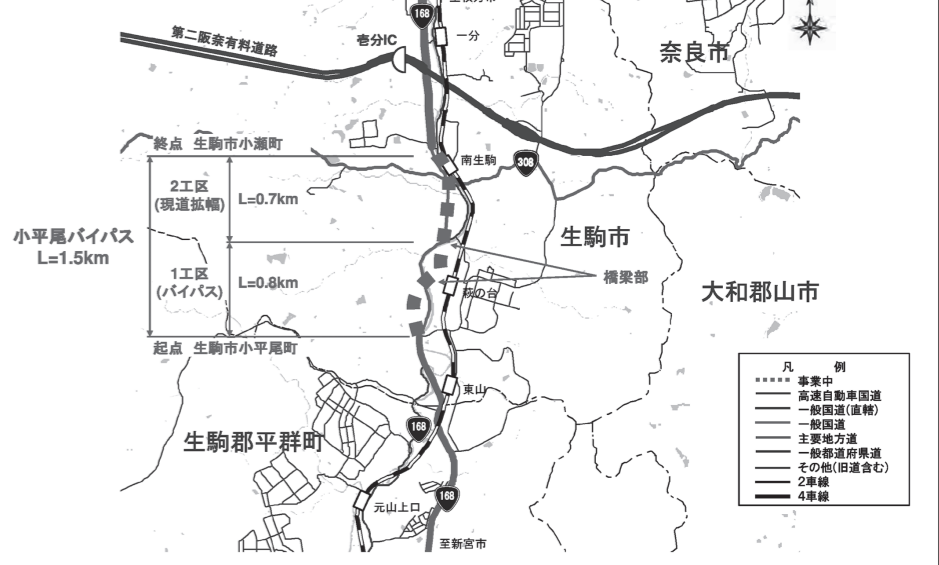 168
一分
第二阪奈有料道路
壱分IC
奈良市
終点 生駒市小瀬町
南生駒
308
2工区
(現道拡幅)
L=0.7km
小平尾バイパス
L=1.5km
生駒市
1工区
(バイパス)
L=0.8km
橋梁部
萩の台
大和郡山市
起点 生駒市小平尾町
東山
168
生駒郡平群町
168
元山上口
至新宮市
凡 例
事業中
高速自動車国道
一般国道(直轄)
一般国道
主要地方道
一般都道府県道
その他(旧道含む)
2車線
4車線